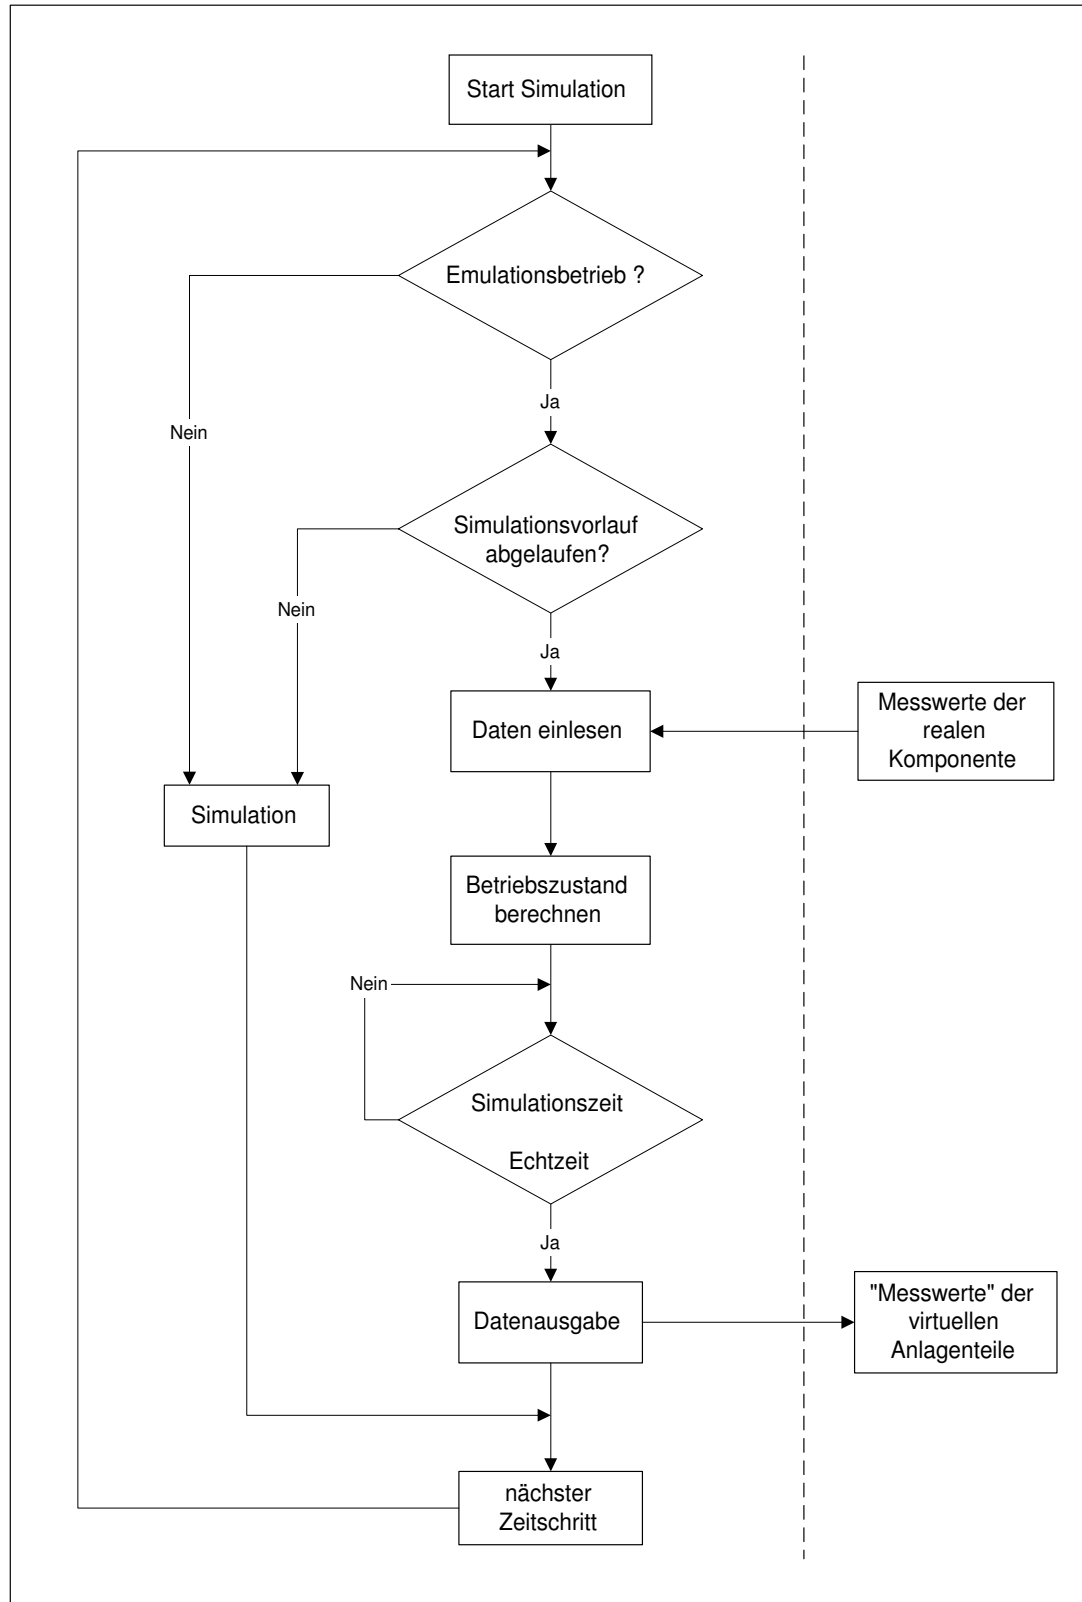 Start Simulation
Emulationsbetrieb ?
Ja
Nein
Simulationsvorlauf
abgelaufen?
Nein
Ja
Daten einlesen
Messwerte der
realen
Komponente
Simulation
Betriebszustand
berechnen
Nein
Simulationszeit
Echtzeit
Ja
Datenausgabe
"Messwerte" der
virtuellen
Anlagenteile
nächster
Zeitschritt